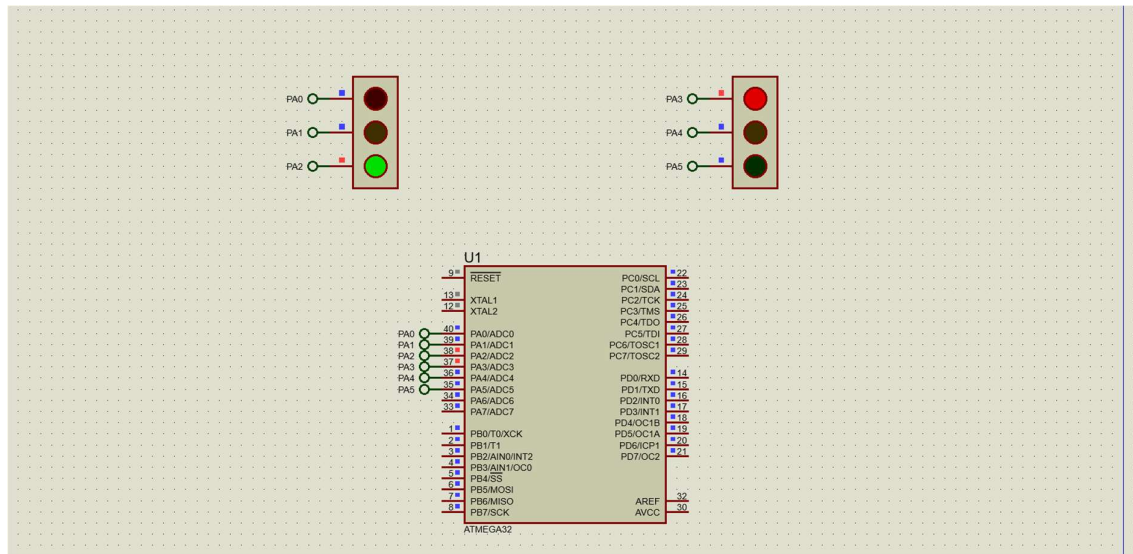 PA0
PA1
PA2
PA3
PA4
PA5
U1
9 RESET
13 XTAL1
12 XTAL2
PA0 40 PA0/ADC0
PA1 39 PA1/ADC1
PA2 38 PA2/ADC2
PA3 37 PA3/ADC3
PA4 36 PA4/ADC4
PA5 35 PA5/ADC5
34 PA6/ADC6
33 PA7/ADC7
1 PB0/T0/XCK
2 PB1/T1
3 PB2/AIN0/INT2
4 PB3/AIN1/OC0
5 PB4/SS
6 PB5/MOSI
7 PB6/MISO
8 PB7/SCK
PC0/SCL 22
PC1/SDA 23
PC2/TCK 24
PC3/TMS 25
PC4/TDO 26
PC5/TDI 27
PC6/TOSC1 28
PC7/TOSC2 29
PD0/RXD 14
PD1/TXD 15
PD2/INT0 16
PD3/INT1 17
PD4/OC1B 18
PD5/OC1A 19
PD6/ICP1 20
PD7/OC2 21
AREF 32
AVCC 30
ATMEGA32